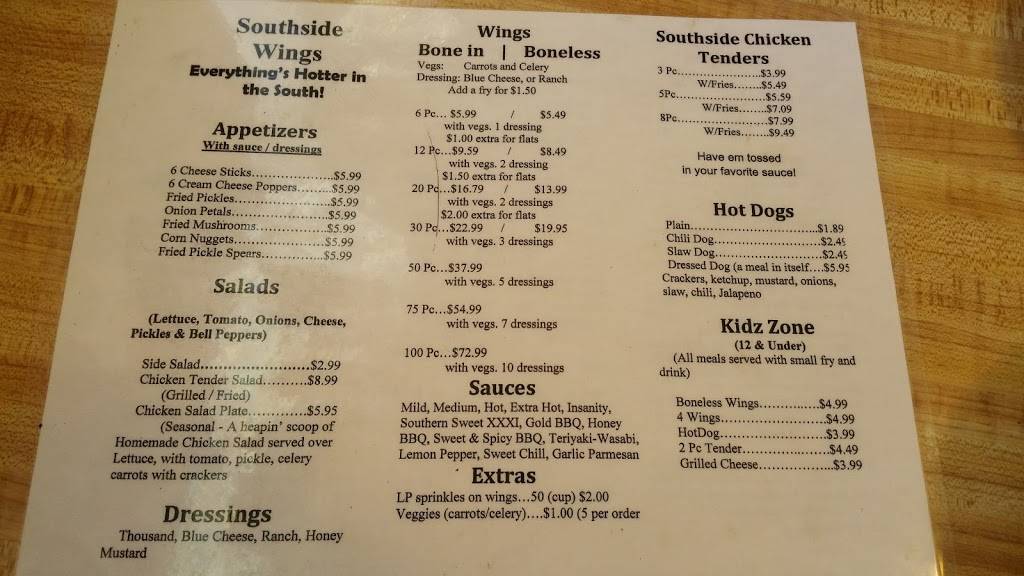 Southside
Wings
Everything's Hotter in
the South!
Appetizers
With sauce / dressings
6 Cheese Sticks.....................$5.99
6 Cream Cheese Poppers.........$5.99
Fried Pickles.........................$5.99
Onion Petals.........................$5.99
Fried Mushrooms..................$5.99
Corn Nuggets.......................$5.99
Fried Pickle Spears...............$5.99
Salads
(Lettuce, Tomato, Onions, Cheese,
Pickles & Bell Peppers)
Side Salad.......................$2.99
Chicken Tender Salad..........$8.99
(Grilled / Fried)
Chicken Salad Plate.............$5.95
(Seasonal - A heapin' scoop of
Homemade Chicken Salad served over
Lettuce, with tomato, pickle, celery
carrots with crackers
Dressings
Thousand, Blue Cheese, Ranch, Honey
Mustard
Wings
Bone in | Boneless
Vegs: Carrots and Celery
Dressing: Blue Cheese, or Ranch
Add a fry for $1.50
6 Pc... $5.99 / $5.49
with vegs. 1 dressing
$1.00 extra for flats
12 Pc...$9.59 / $8.49
with vegs. 2 dressing
$1.50 extra for flats
20 Pc...$16.79 / $13.99
with vegs. 2 dressings
$2.00 extra for flats
30 Pc...$22.99 / $19.95
with vegs. 3 dressings
50 Pc...$37.99
with vegs. 5 dressings
75 Pc...$54.99
with vegs. 7 dressings
100 Pc...$72.99
with vegs. 10 dressings
Sauces
Mild, Medium, Hot, Extra Hot, Insanity,
Southern Sweet XXXI, Gold BBQ, Honey
BBQ, Sweet & Spicy BBQ, Teriyaki-Wasabi,
Lemon Pepper, Sweet Chill, Garlic Parmesan
Extras
LP sprinkles on wings...50 (cup) $2.00
Veggies (carrots/celery)....$1.00 (5 per order
Southside Chicken
Tenders
3 Pc......................$3.99
W/Fries........$5.49
5Pc.......................$5.59
W/Fries.......$7.09
8Pc.......................$7.99
W/Fries........$9.49
Have em tossed
in your favorite sauce!
Hot Dogs
Plain..............................$1.89
Chili Dog.........................$2.49
Slaw Dog.........................$2.49
Dressed Dog (a meal in itself....$5.95
Crackers, ketchup, mustard, onions,
slaw, chili, Jalapeno
Kidz Zone
(12 & Under)
(All meals served with small fry and
drink)
Boneless Wings...............$4.99
4 Wings.........................$4.99
HotDog.........................$3.99
2 Pc Tender.....................$4.49
Grilled Cheese..................$3.99